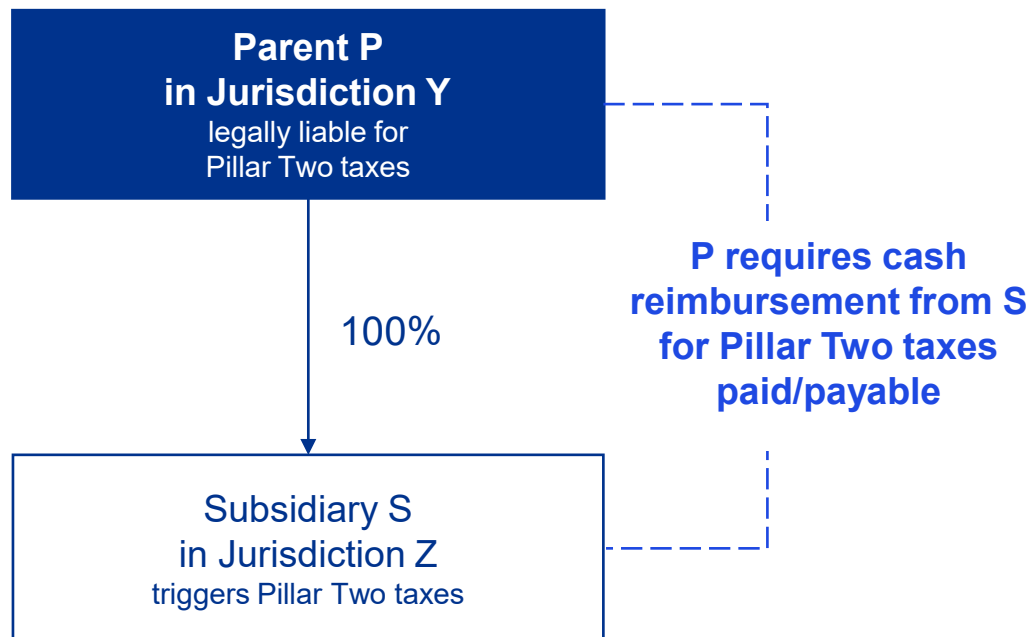 Parent P
in Jurisdiction Y
legally liable for
Pillar Two taxes
100%
P requires cash
reimbursement from S
for Pillar Two taxes
paid/payable
Subsidiary S
in Jurisdiction Z
triggers Pillar Two taxes